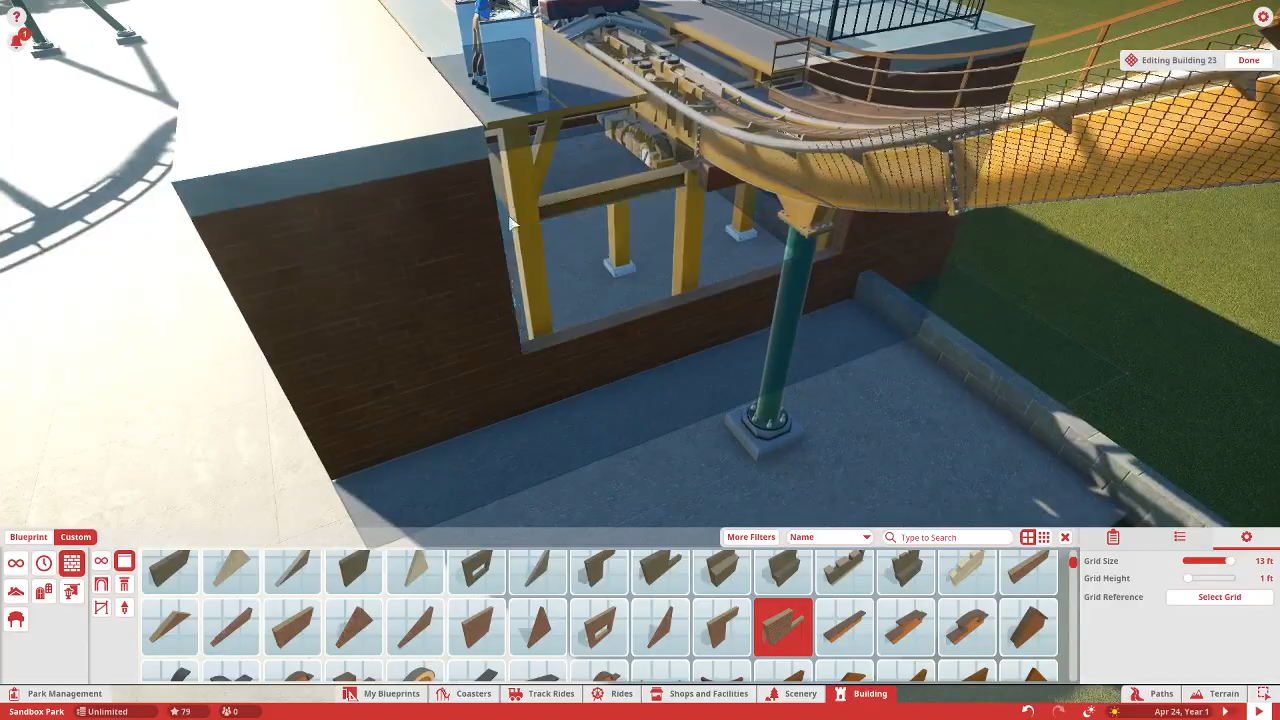 ?
1
Editing Building 23
Done
Blueprint
Custom
More Filters
Name
Type to Search
Grid Size
13 ft
Grid Height
1 ft
Grid Reference
Select Grid
Park Management
My Blueprints
Coasters
Track Rides
Rides
Shops and Facilities
Scenery
Building
Paths
Terrain
Sandbox Park
Unlimited
79
0
Apr 24, Year 1